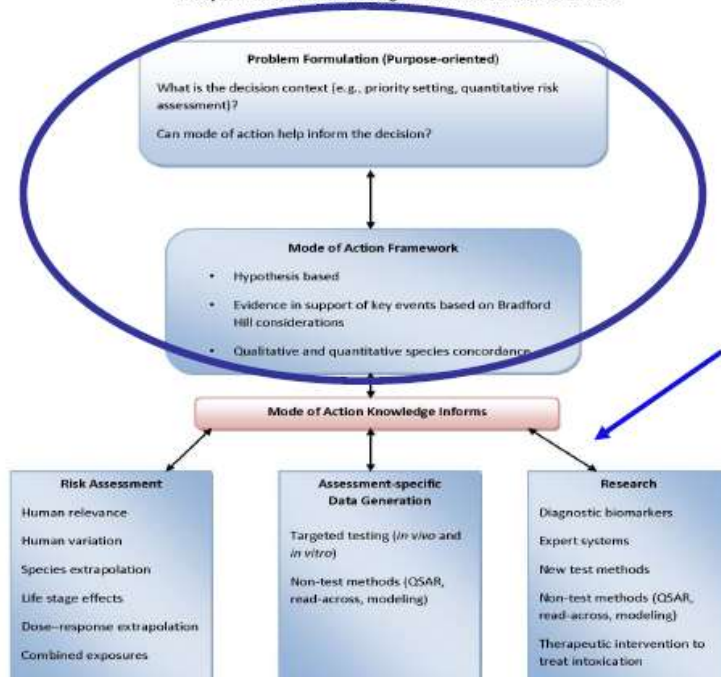 Problem Formulation (Purpose-oriented)
What is the decision context (e.g., priority setting, quantitative risk
assessment)?
Can mode of action help inform the decision?
Mode of Action Framework
• Hypothesis based
• Evidence in support of key events based on Bradford
Hill considerations
• Qualitative and quantitative species concordance
Mode of Action Knowledge Informs
Risk Assessment
Human relevance
Human variation
Species extrapolation
Life stage effects
Dose–response extrapolation
Combined exposures
Assessment-specific
Data Generation
Targeted testing (in vivo and
in vitro)
Non-test methods (QSAR,
read-across, modeling)
Research
Diagnostic biomarkers
Expert systems
New test methods
Non-test methods (QSAR,
read-across, modeling)
Therapeutic intervention to
treat intoxication